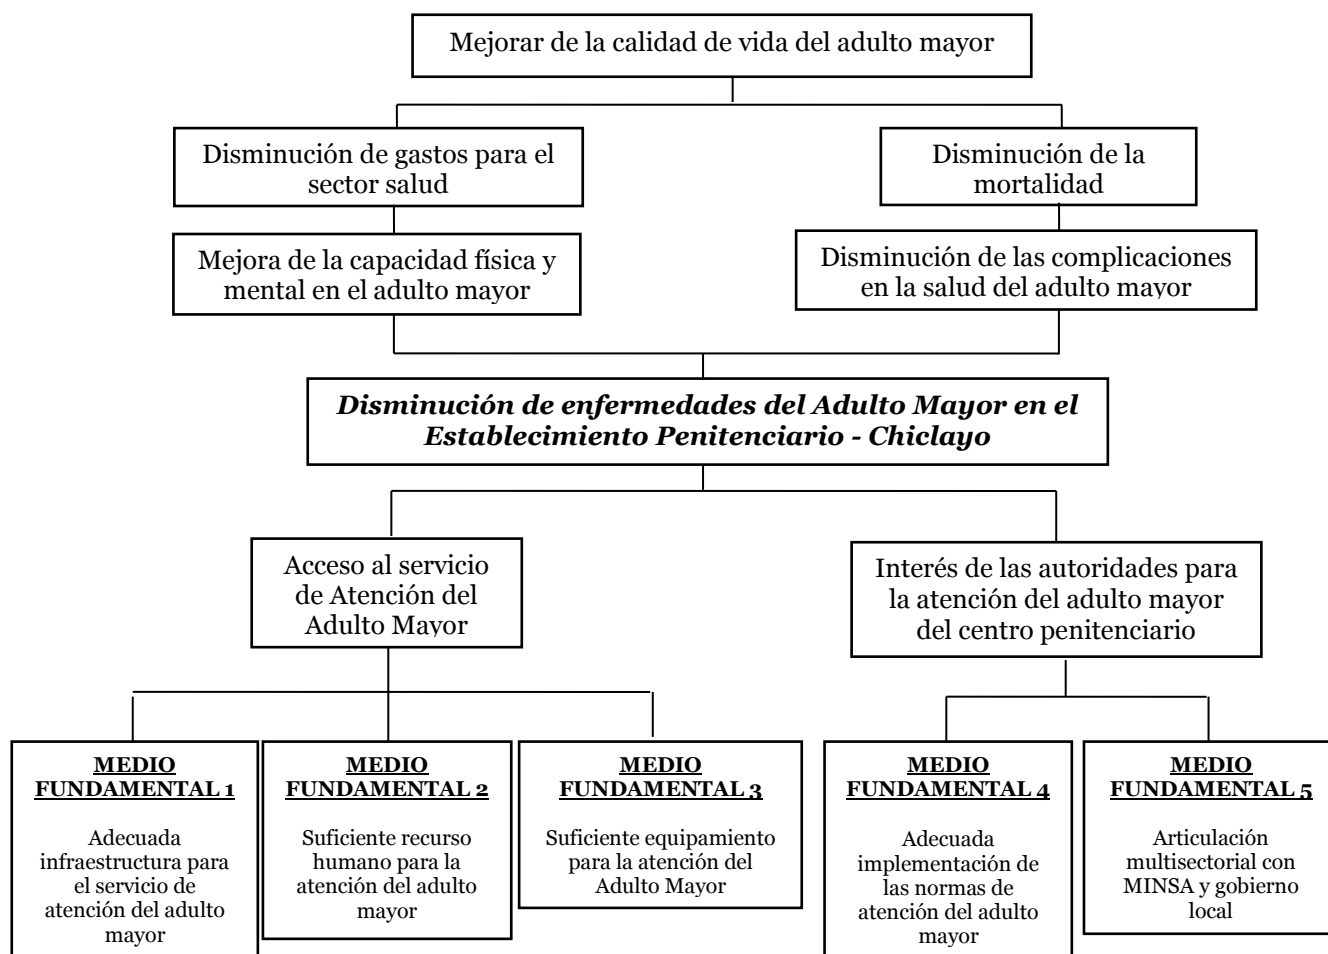 Mejorar de la calidad de vida del adulto mayor
Disminución de gastos para el
sector salud
Disminución de la
mortalidad
Mejora de la capacidad física y
mental en el adulto mayor
Disminución de las complicaciones
en la salud del adulto mayor
Disminución de enfermedades del Adulto Mayor en el
Establecimiento Penitenciario - Chiclayo
Acceso al servicio
de Atención del
Adulto Mayor
Interés de las autoridades para
la atención del adulto mayor
del centro penitenciario
MEDIO
FUNDAMENTAL 1
Adecuada
infraestructura para
el servicio de
atención del adulto
mayor
MEDIO
FUNDAMENTAL 2
Suficiente recurso
humano para la
atención del adulto
mayor
MEDIO
FUNDAMENTAL 3
Suficiente equipamiento
para la atención del
Adulto Mayor
MEDIO
FUNDAMENTAL 4
Adecuada
implementación de
las normas de
atención del adulto
mayor
MEDIO
FUNDAMENTAL 5
Articulación
multisectorial con
MINSA y gobierno
local